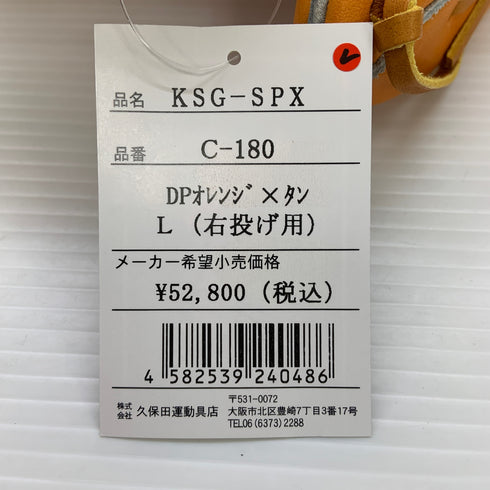 品名 KSG-SPX
品番 C-180
DPｵﾚﾝｼﾞ×ﾀﾝ
L (右投げ用)
メーカー希望小売価格
¥52,800 (税込)
4 582539 240486
株式会社 久保田運動具店
〒531-0072
大阪市北区豊崎7丁目3番17号
TEL06(6373)2288